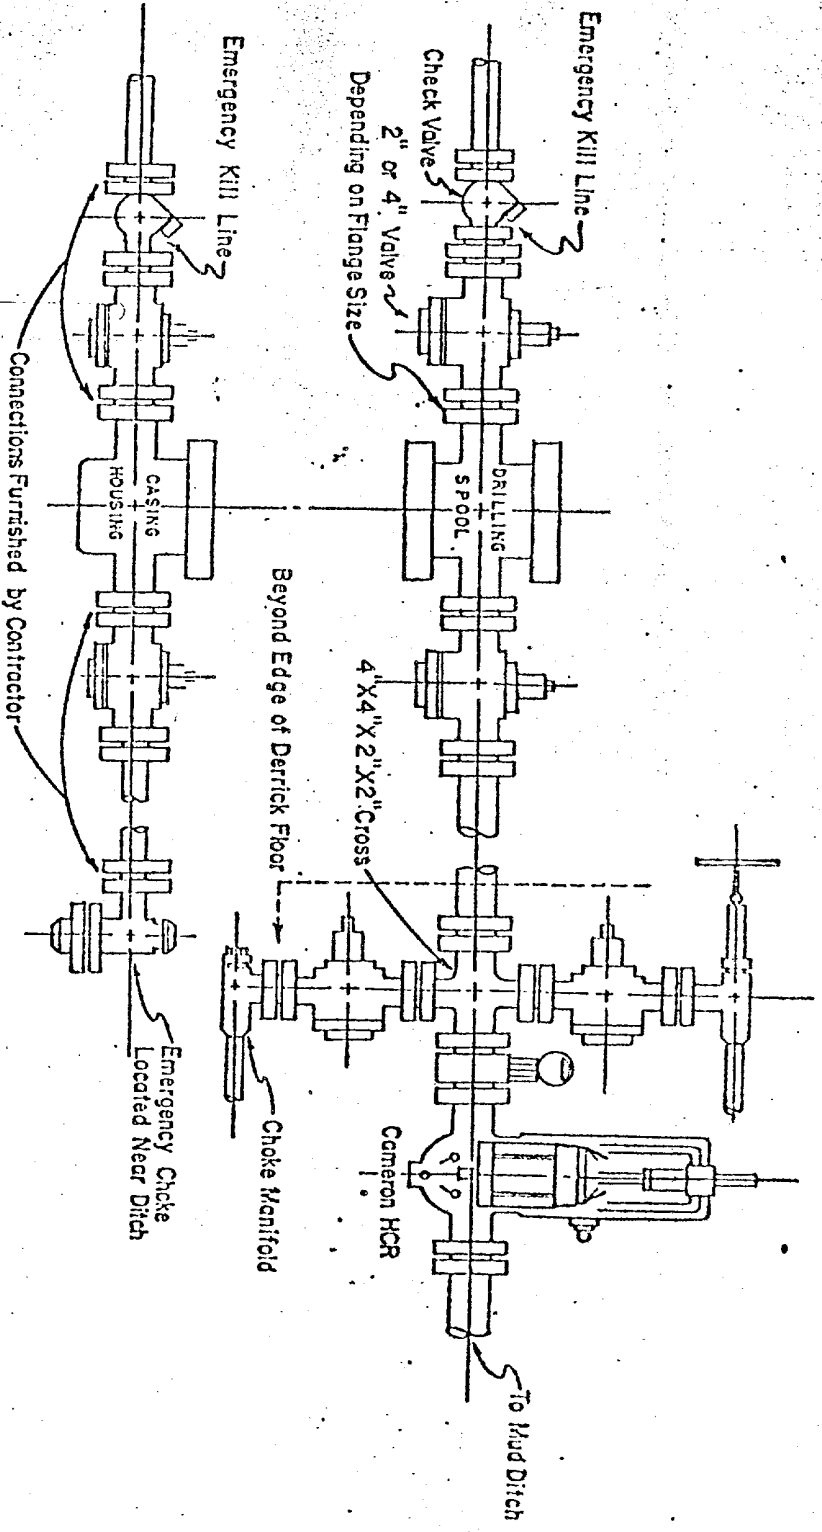 Emergency Kill Line
Check Valve
2" or 4" Valve
Depending on Flange Size
DRILLING
SPOOL
4"X4"X2"X2" Cross
Beyond Edge of Derrick Floor
Cameron HCR
To Mud Ditch
Choke Manifold
Emergency Kill Line
CASING
HOUSING
Connections Furnished by Contractor
Emergency Choke
Located Near Ditch